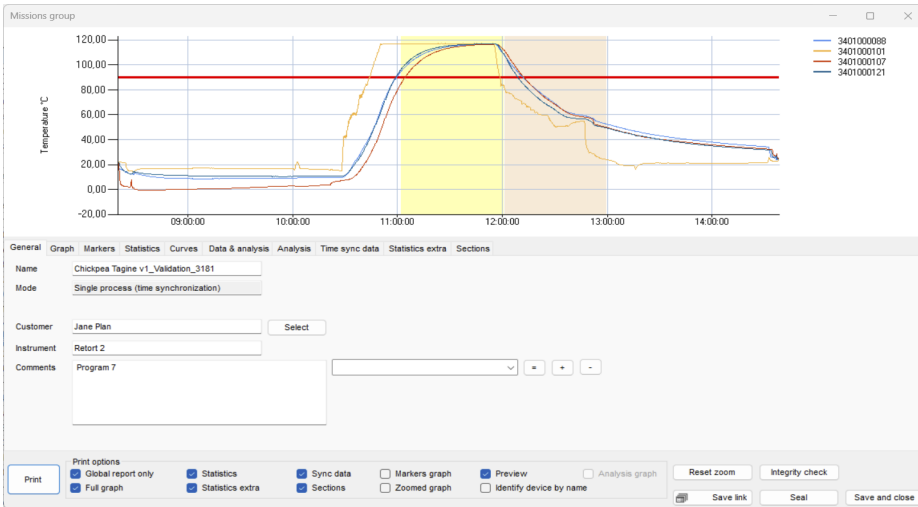 Missions group
120,00
100,00
80,00
60,00
40,00
20,00
0,00
-20,00
Temperature °C
09:00:00 10:00:00 11:00:00 12:00:00 13:00:00 14:00:00
3401000088
3401000101
3401000107
3401000121
General Graph Markers Statistics Curves Data & analysis Analysis Time sync data Statistics extra Sections
Name Chickpea Tagine v1_Validation_3181
Mode Single process (time synchronization)
Customer Jane Plan Select
Instrument Retort 2
Comments Program 7 = + -
Print options
Print
Global report only Statistics Sync data Markers graph Preview Analysis graph Reset zoom Integrity check
Full graph Statistics extra Sections Zoomed graph Identify device by name Save link Seal Save and close